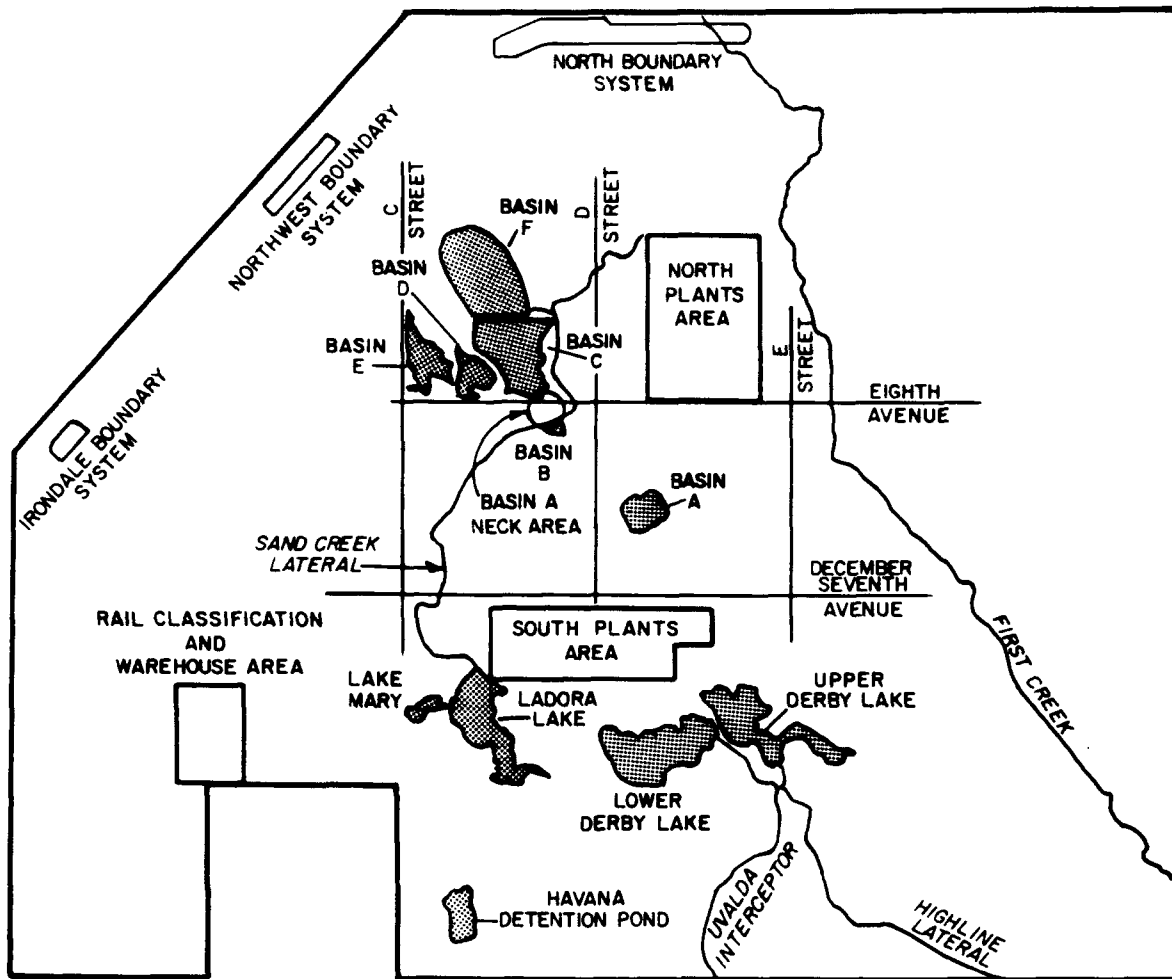 NORTH BOUNDARY
SYSTEM
NORTHWEST BOUNDARY
SYSTEM
C
STREET
BASIN
F
D
STREET
BASIN
D
NORTH
PLANTS
AREA
BASIN
E
BASIN
C
E
STREET
EIGHTH
AVENUE
IRONDALE BOUNDARY
SYSTEM
BASIN
B
BASIN A
NECK AREA
BASIN
A
SAND CREEK
LATERAL
DECEMBER
SEVENTH
AVENUE
RAIL CLASSIFICATION
AND
WAREHOUSE AREA
SOUTH PLANTS
AREA
FIRST CREEK
LAKE
MARY
LADORA
LAKE
UPPER
DERBY LAKE
LOWER
DERBY LAKE
HAVANA
DETENTION POND
UVALDA
INTERCEPTOR
HIGHLINE
LATERAL